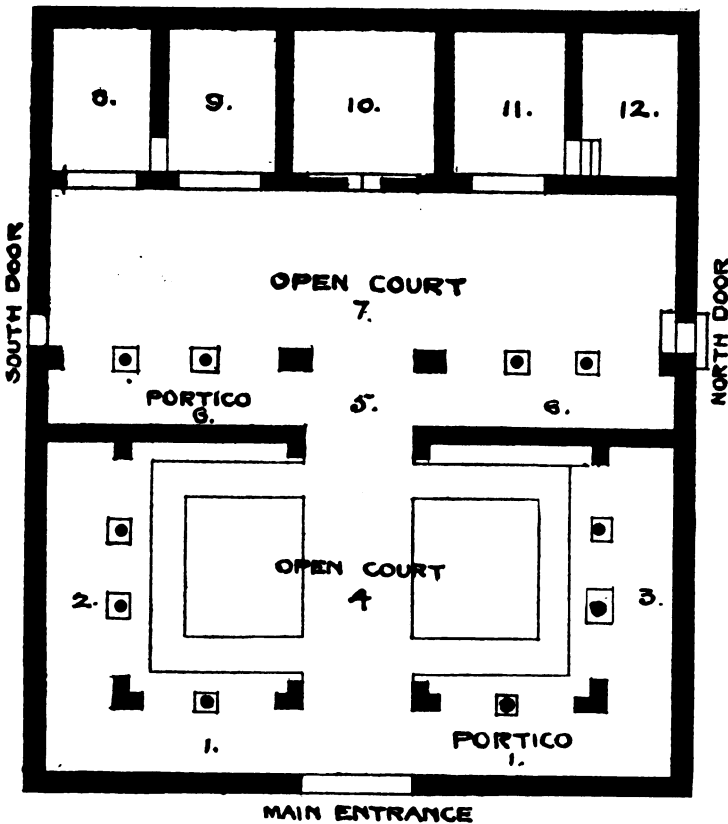 8. 9. 10. 11. 12.
OPEN COURT
7.
SOUTH DOOR
NORTH DOOR
PORTICO
6.
5.
6.
OPEN COURT
4
2.
3.
1.
PORTICO
1.
MAIN ENTRANCE